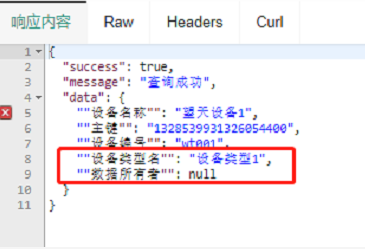 响应内容 Raw Headers Curl
1 {
2 "success": true,
3 "message": "查询成功",
4 "data": {
5 ""设备名称"": "望天设备1",
6 ""主键"": "1328539931326054400",
7 ""设备编号"": "wt001",
8 ""设备类型名"": "设备类型1",
9 ""数据所有者"": null
10 }
11 }